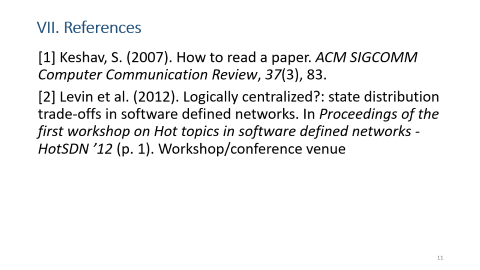 VII. References
[1] Keshav, S. (2007). How to read a paper. ACM SIGCOMM
Computer Communication Review, 37(3), 83.
[2] Levin et al. (2012). Logically centralized?: state distribution
trade-offs in software defined networks. In Proceedings of the
first workshop on Hot topics in software defined networks -
HotSDN ’12 (p. 1). Workshop/conference venue
11